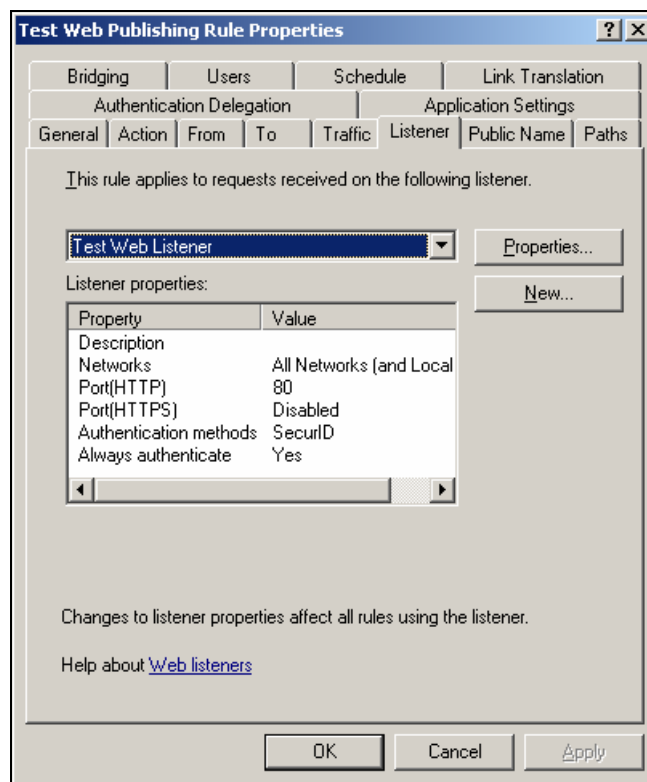 Test Web Publishing Rule Properties
Bridging Users Schedule Link Translation
Authentication Delegation Application Settings
General Action From To Traffic Listener Public Name Paths
This rule applies to requests received on the following listener.
Test Web Listener Properties...
Listener properties: New...
Property Value
Description
Networks All Networks (and Local
Port(HTTP) 80
Port(HTTPS) Disabled
Authentication methods SecurID
Always authenticate Yes
Changes to listener properties affect all rules using the listener.
Help about Web listeners
OK Cancel Apply